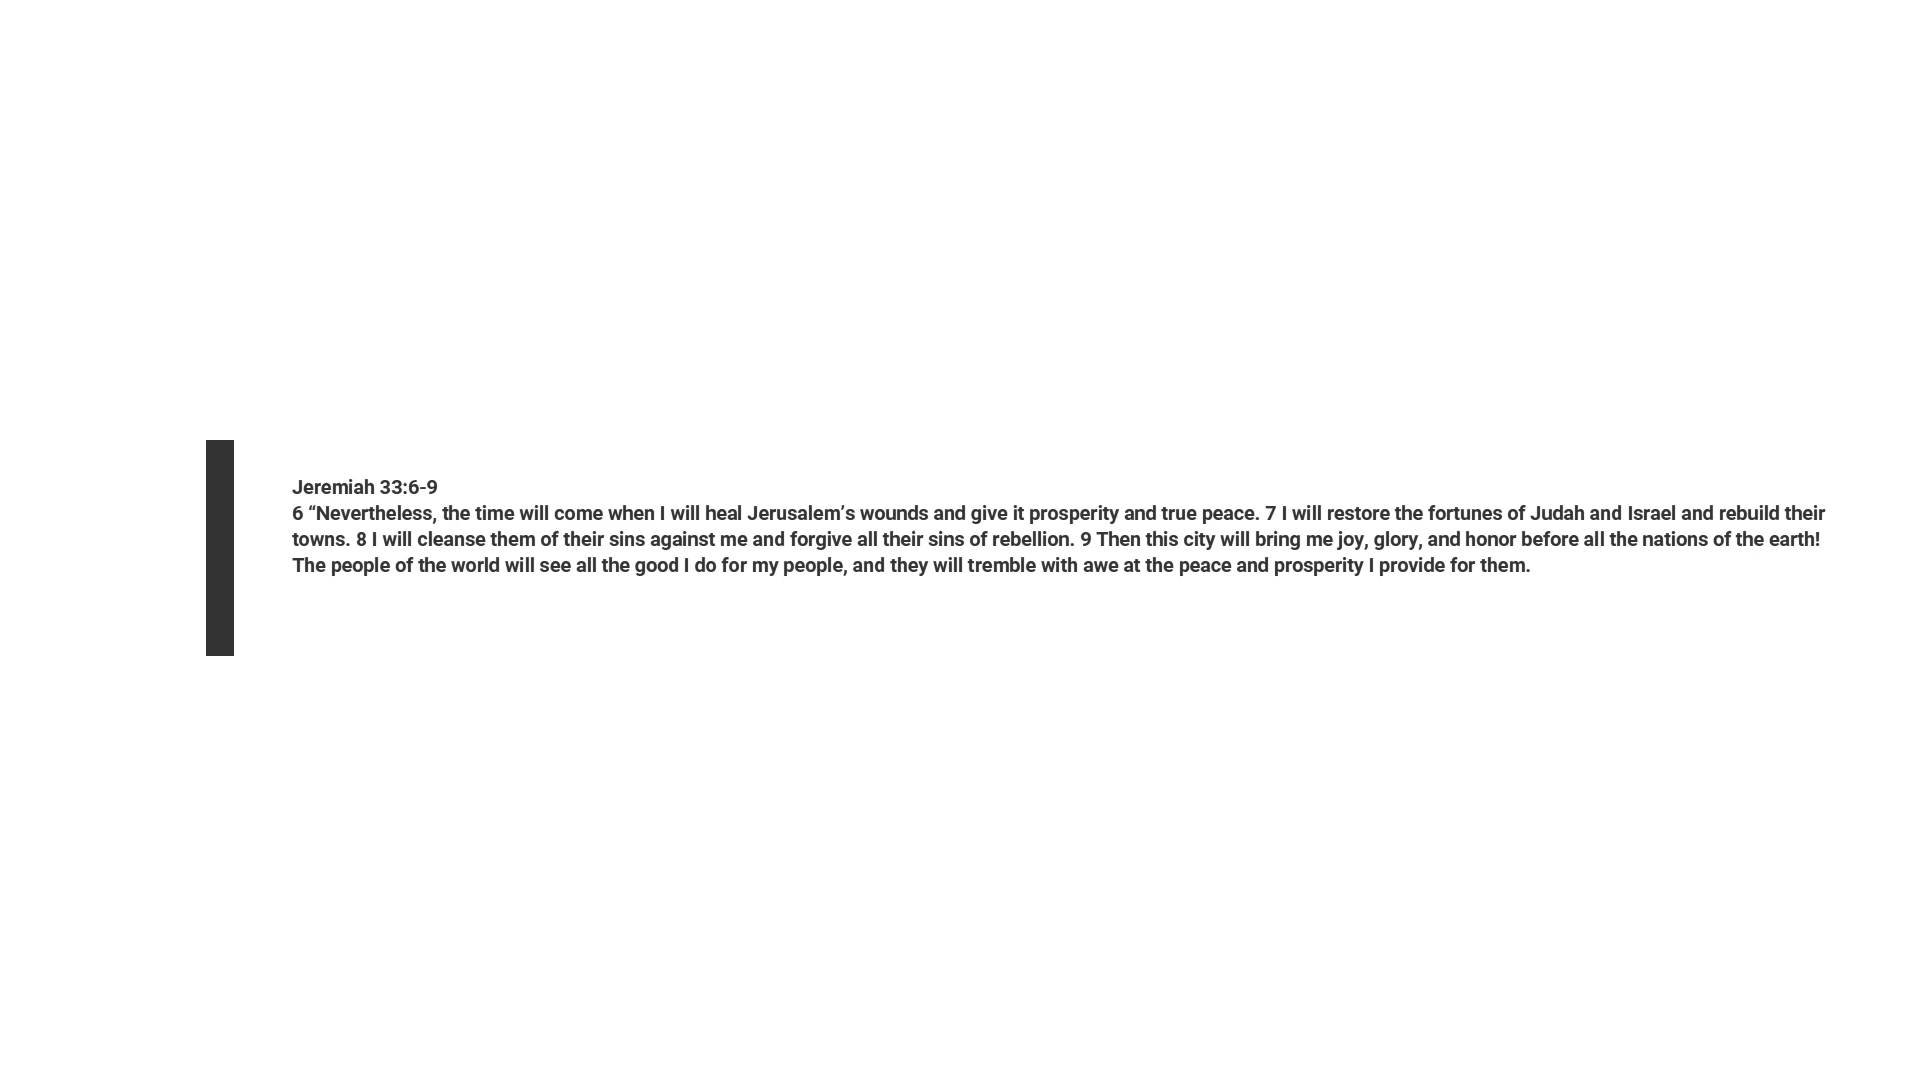 Jeremiah 33:6-9
6 “Nevertheless, the time will come when I will heal Jerusalem’s wounds and give it prosperity and true peace. 7 I will restore the fortunes of Judah and Israel and rebuild their
towns. 8 I will cleanse them of their sins against me and forgive all their sins of rebellion. 9 Then this city will bring me joy, glory, and honor before all the nations of the earth!
The people of the world will see all the good I do for my people, and they will tremble with awe at the peace and prosperity I provide for them.